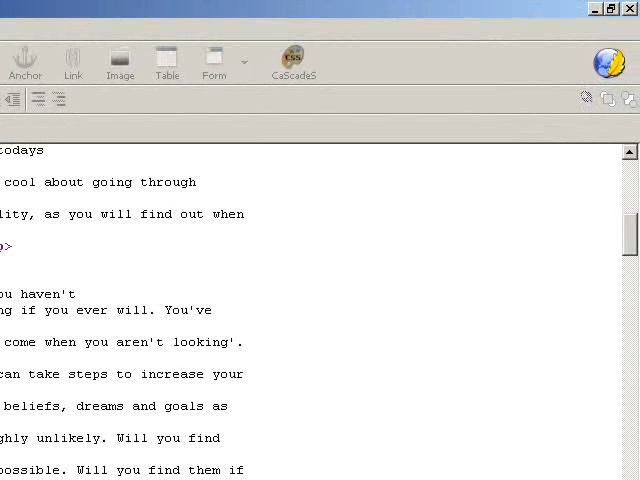 Anchor Link Image Table Form CaScadeS
CSS
todays
cool about going through
lity, as you will find out when
p>
ou haven't
ng if you ever will. You've
come when you aren't looking'.
can take steps to increase your
beliefs, dreams and goals as
ghly unlikely. Will you find
possible. Will you find them if